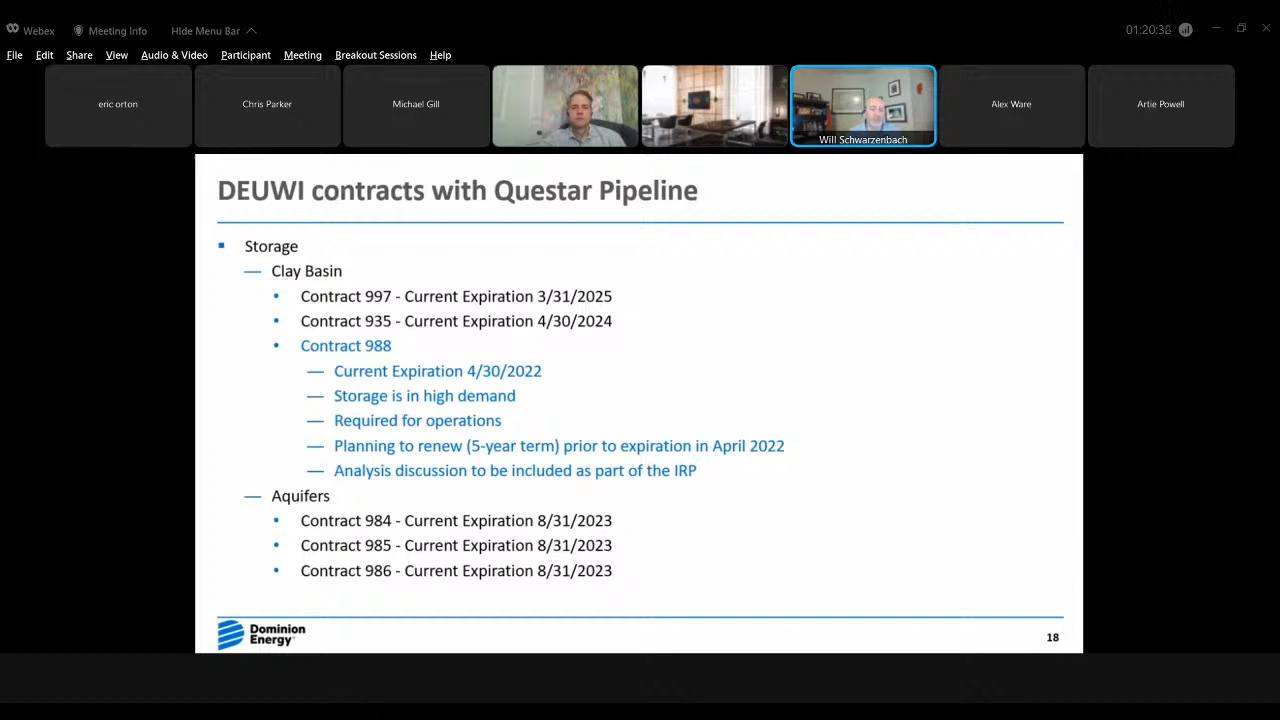 Webex
Meeting Info
Hide Menu Bar
01:20:36
File Edit Share View Audio & Video Participant Meeting Breakout Sessions Help
eric orton
Chris Parker
Michael Gill
Will Schwarzenbach
Alex Ware
Artie Powell
DEUWI contracts with Questar Pipeline
Storage
— Clay Basin
• Contract 997 - Current Expiration 3/31/2025
• Contract 935 - Current Expiration 4/30/2024
• Contract 988
— Current Expiration 4/30/2022
— Storage is in high demand
— Required for operations
— Planning to renew (5-year term) prior to expiration in April 2022
— Analysis discussion to be included as part of the IRP
— Aquifers
• Contract 984 - Current Expiration 8/31/2023
• Contract 985 - Current Expiration 8/31/2023
• Contract 986 - Current Expiration 8/31/2023
Dominion
Energy
18